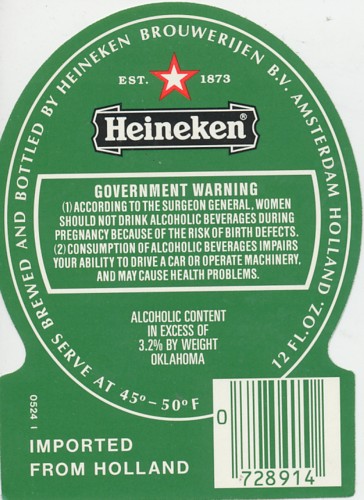 BREWED AND BOTTLED BY HEINEKEN BROUWERIJEN B.V. AMSTERDAM HOLLAND
EST. 1873
Heineken®
GOVERNMENT WARNING
(1) ACCORDING TO THE SURGEON GENERAL, WOMEN
SHOULD NOT DRINK ALCOHOLIC BEVERAGES DURING
PREGNANCY BECAUSE OF THE RISK OF BIRTH DEFECTS.
(2) CONSUMPTION OF ALCOHOLIC BEVERAGES IMPAIRS
YOUR ABILITY TO DRIVE A CAR OR OPERATE MACHINERY,
AND MAY CAUSE HEALTH PROBLEMS.
ALCOHOLIC CONTENT
IN EXCESS OF
3.2% BY WEIGHT
OKLAHOMA
SERVE AT 45º-50ºF
12 FL.OZ.
0524 I
IMPORTED
FROM HOLLAND
0 728914